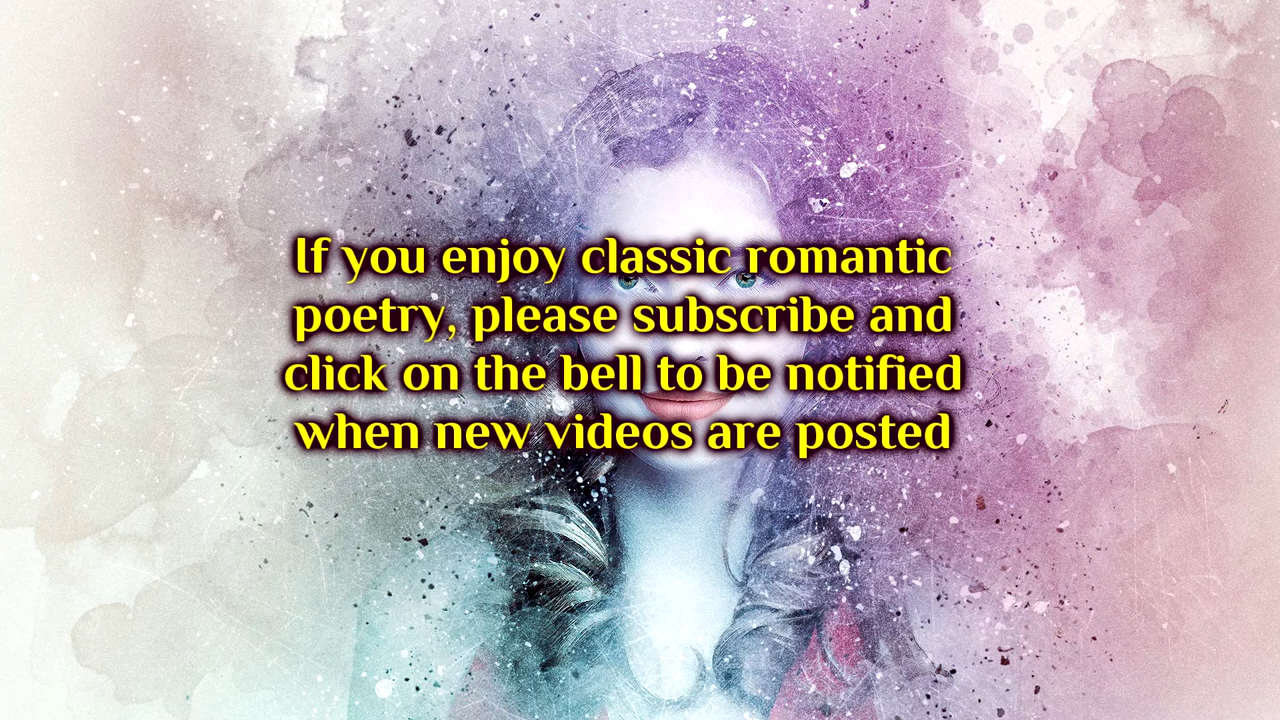 If you enjoy classic romantic
poetry, please subscribe and
click on the bell to be notified
when new videos are posted